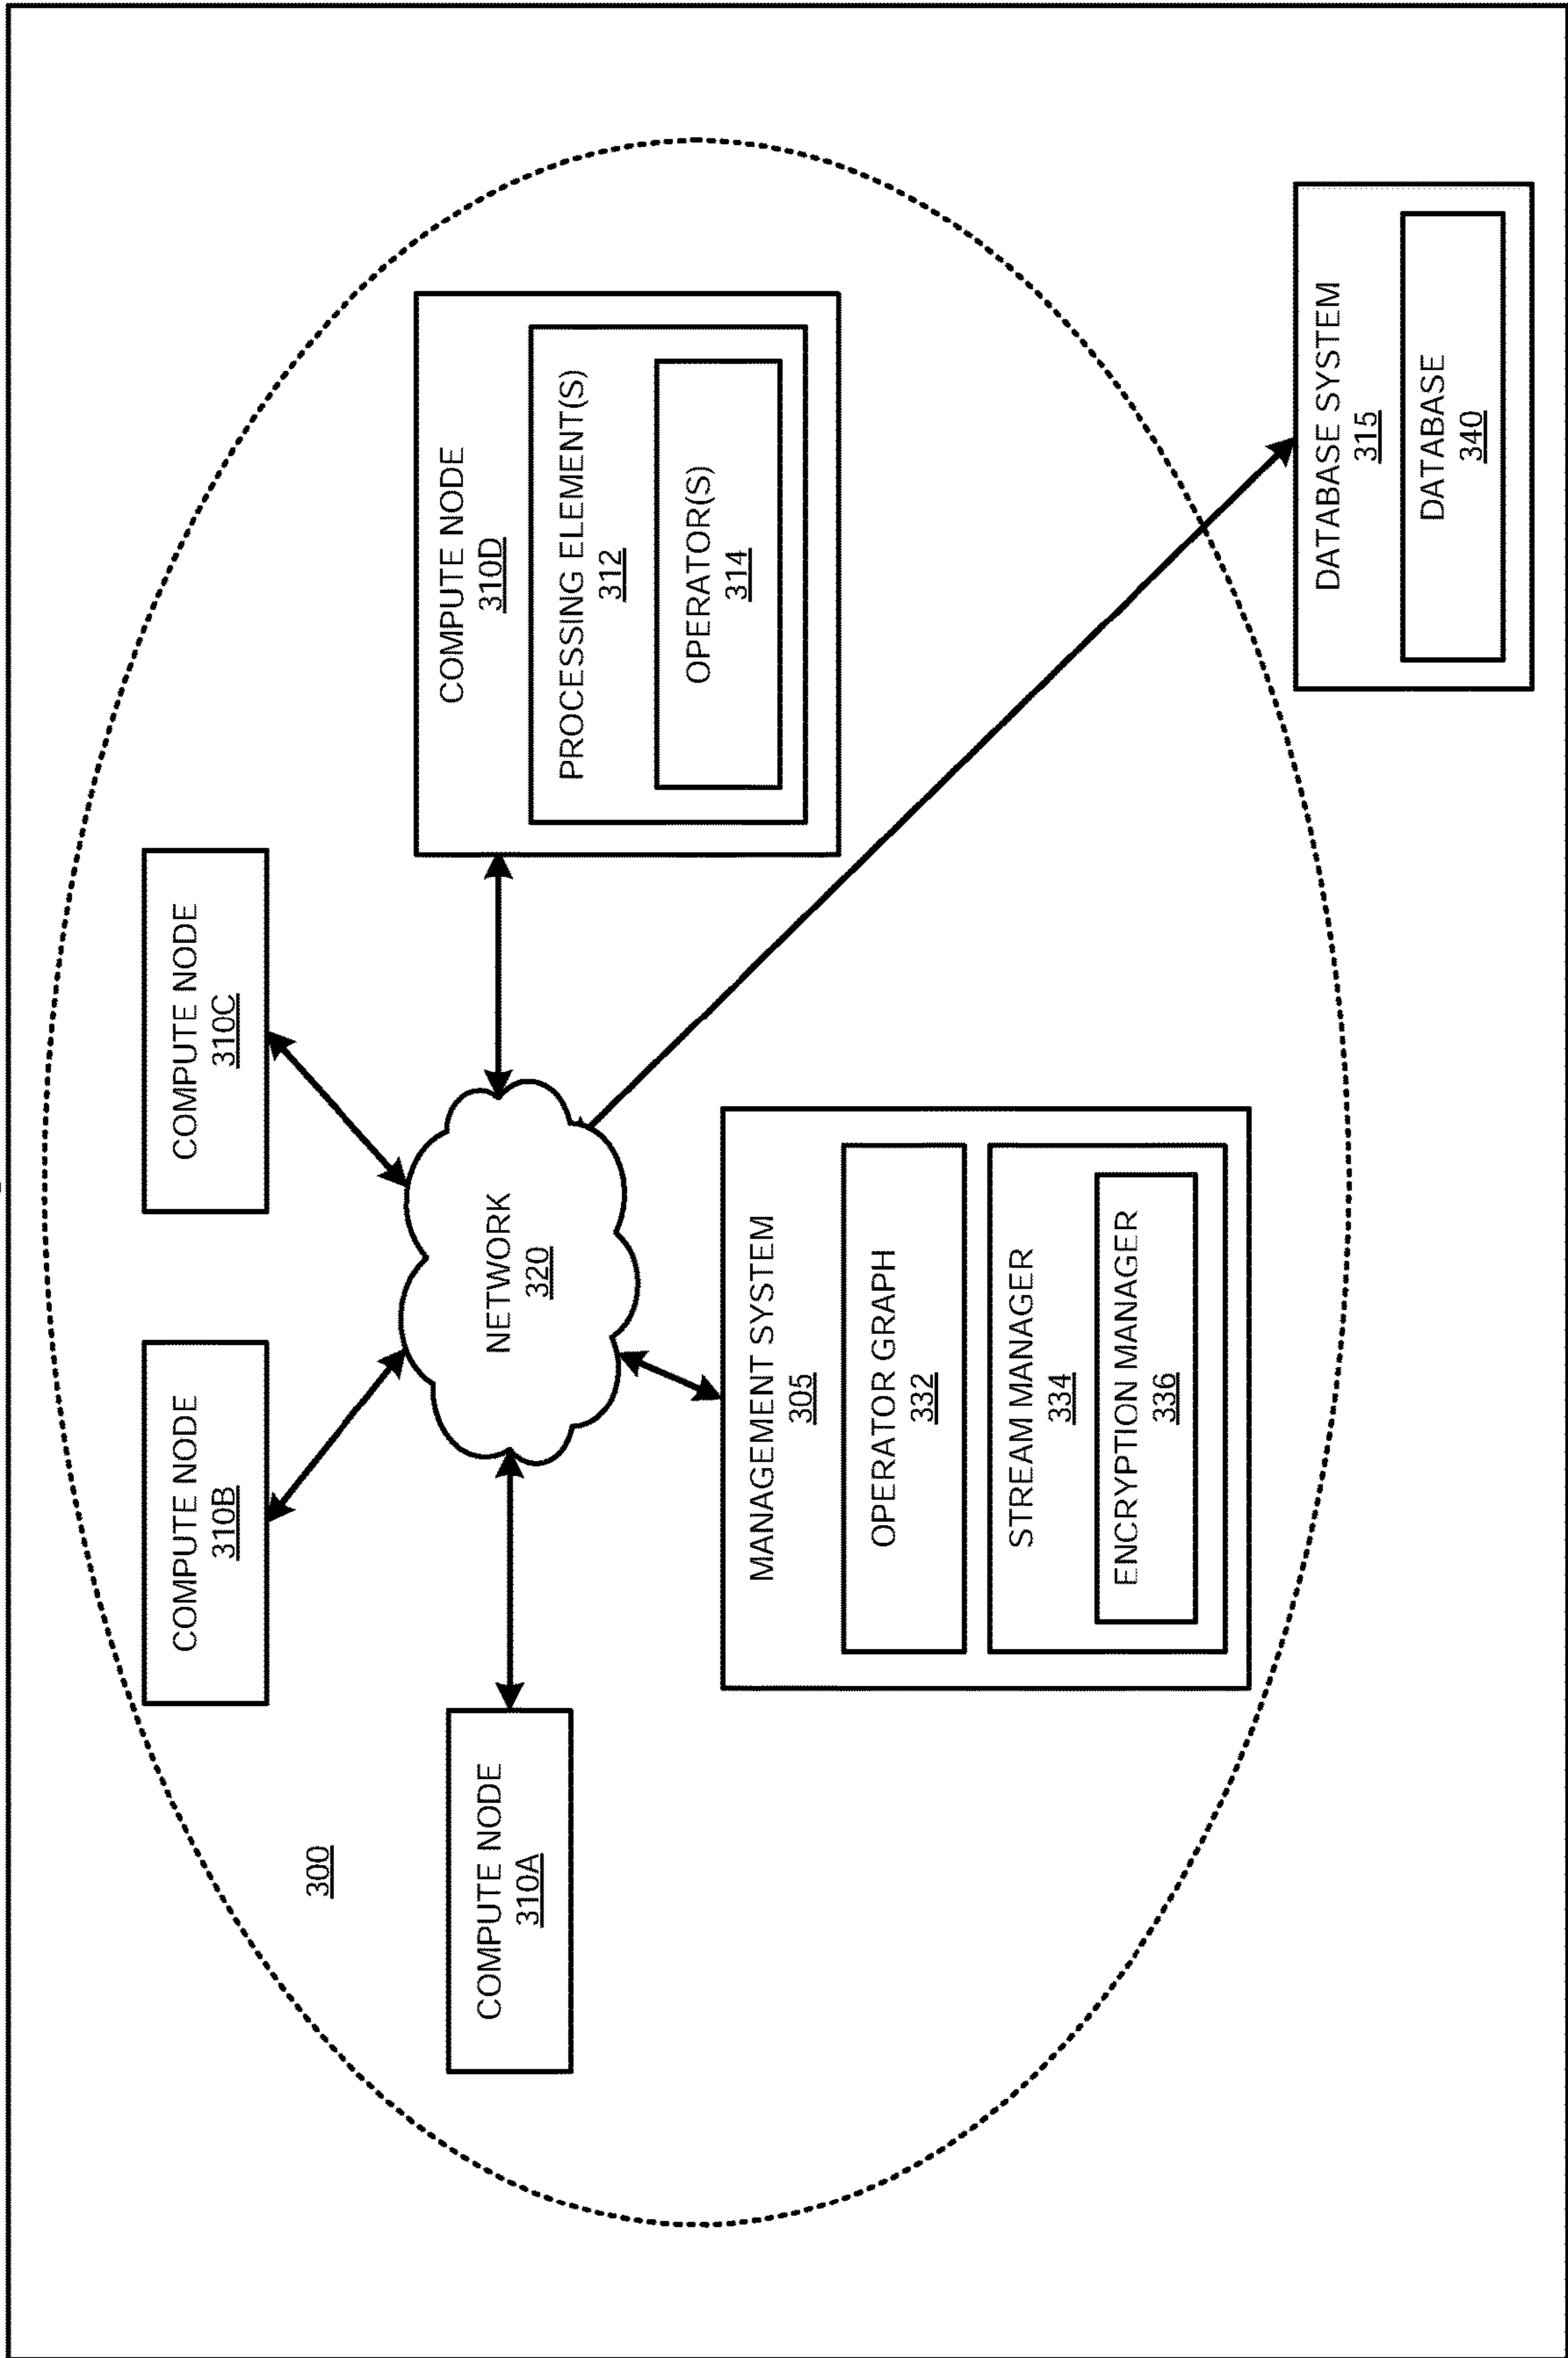 COMPUTE NODE
310B
COMPUTE NODE
310C
300
COMPUTE NODE
310A
NETWORK
320
COMPUTE NODE
310D
PROCESSING ELEMENT(S)
312
OPERATOR(S)
314
MANAGEMENT SYSTEM
305
OPERATOR GRAPH
332
STREAM MANAGER
334
ENCRYPTION MANAGER
336
DATABASE SYSTEM
315
DATABASE
340